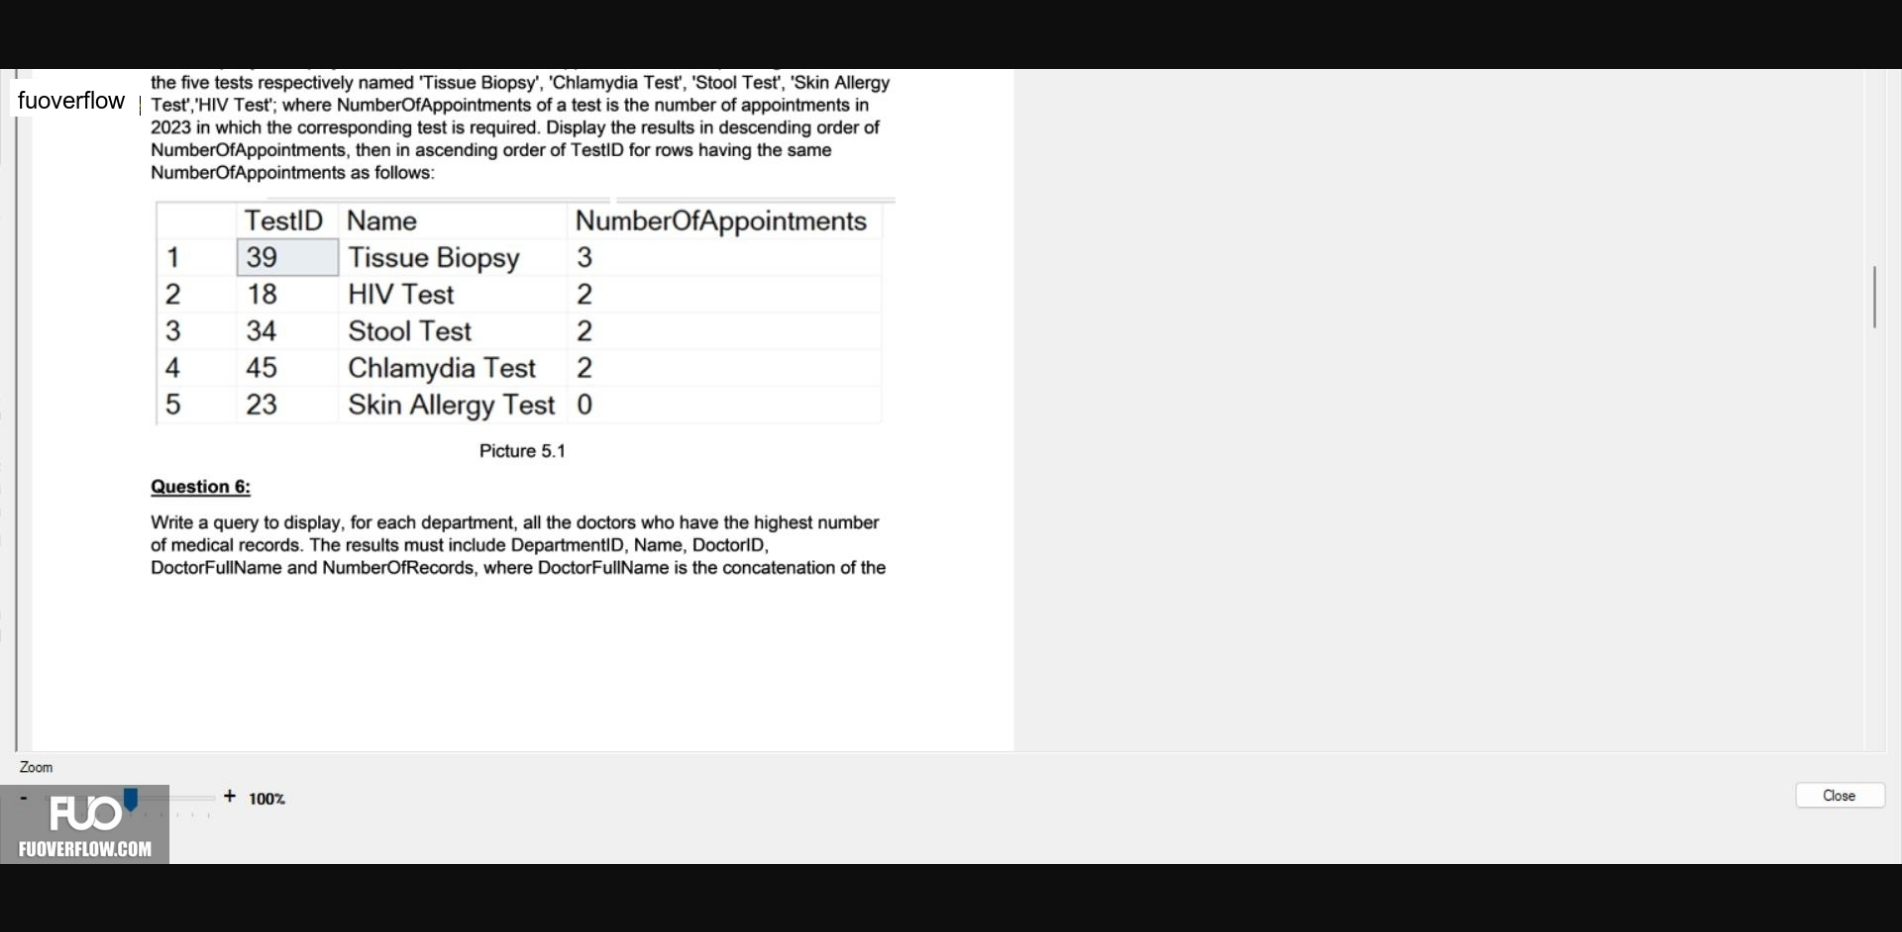 the five tests respectively named 'Tissue Biopsy', 'Chlamydia Test', 'Stool Test', 'Skin Allergy
fuoverflow
Test','HIV Test'; where NumberOfAppointments of a test is the number of appointments in
2023 in which the corresponding test is required. Display the results in descending order of
NumberOfAppointments, then in ascending order of TestID for rows having the same
NumberOfAppointments as follows:
TestID Name NumberOfAppointments
1 39 Tissue Biopsy 3
2 18 HIV Test 2
3 34 Stool Test 2
4 45 Chlamydia Test 2
5 23 Skin Allergy Test 0
Picture 5.1
Question 6:
Write a query to display, for each department, all the doctors who have the highest number
of medical records. The results must include DepartmentID, Name, DoctorID,
DoctorFullName and NumberOfRecords, where DoctorFullName is the concatenation of the
Zoom
- + 100%
Close
FUO
FUOVERFLOW.COM